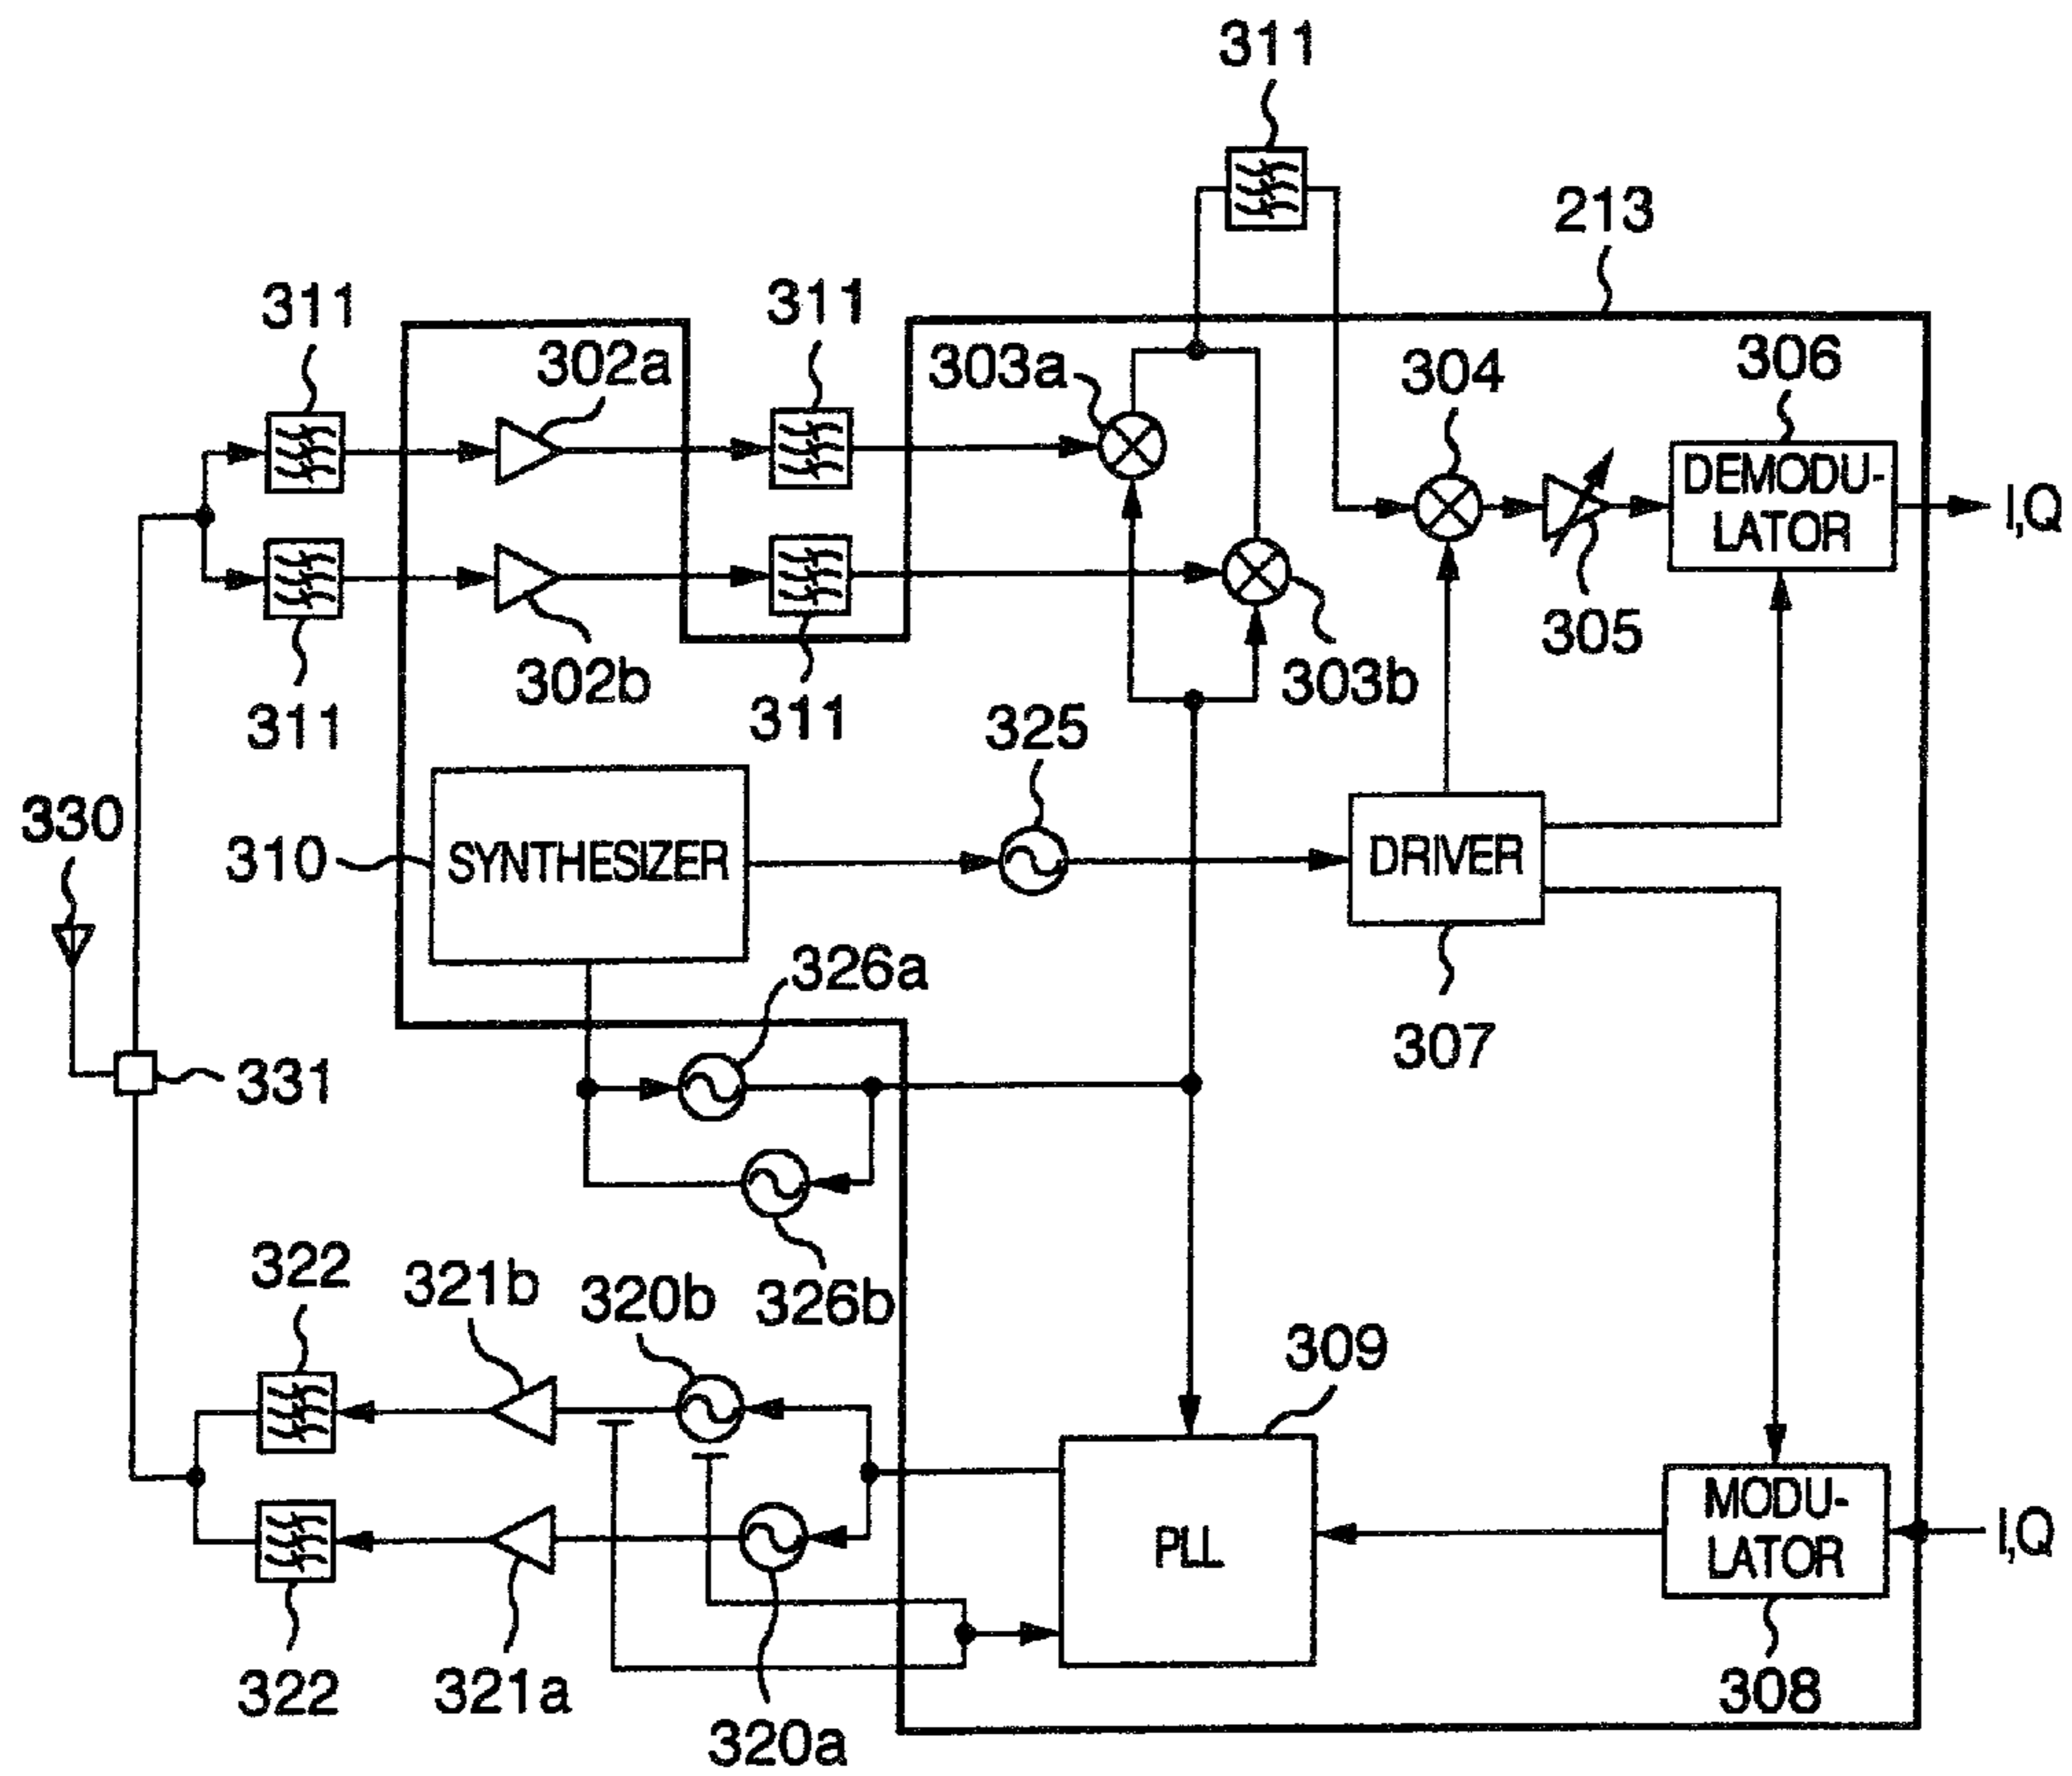 311
213
311
311
302a
303a
304
306
DEMODU-
LATOR
I,Q
305
302b
311
311
303b
325
330
310
SYNTHESIZER
DRIVER
326a
307
331
322
321b
320b
326b
309
MODU-
LATOR
I,Q
PLL
322
321a
320a
308